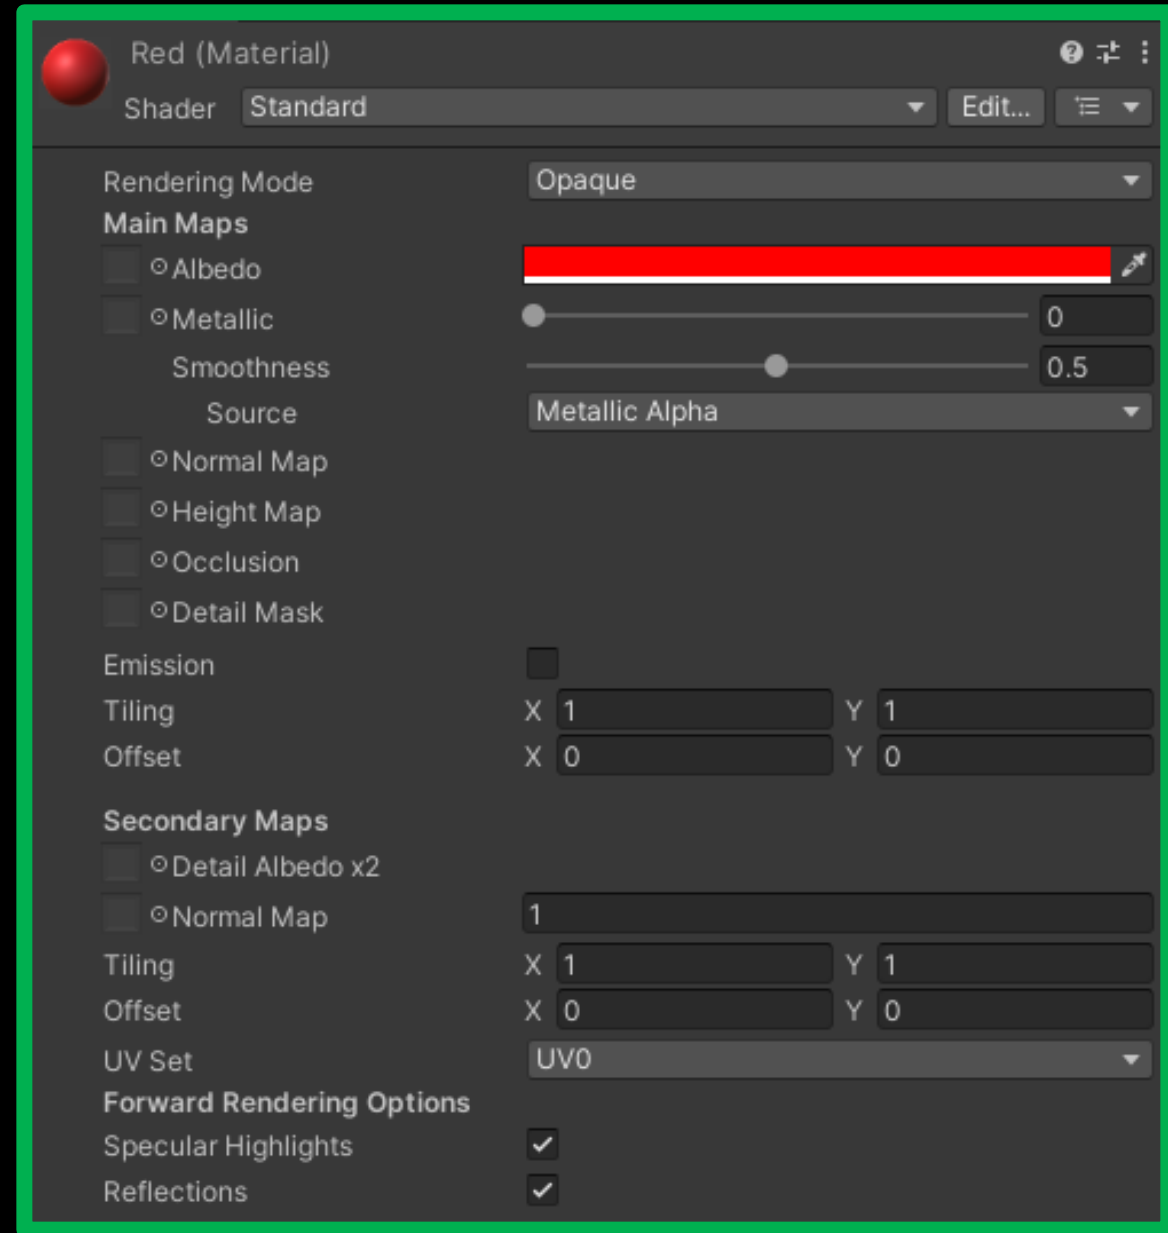 Red (Material)
Shader Standard Edit...
Rendering Mode Opaque
Main Maps
Albedo
Metallic 0
Smoothness 0.5
Source Metallic Alpha
Normal Map
Height Map
Occlusion
Detail Mask
Emission
Tiling X 1 Y 1
Offset X 0 Y 0
Secondary Maps
Detail Albedo x2
Normal Map 1
Tiling X 1 Y 1
Offset X 0 Y 0
UV Set UV0
Forward Rendering Options
Specular Highlights
Reflections